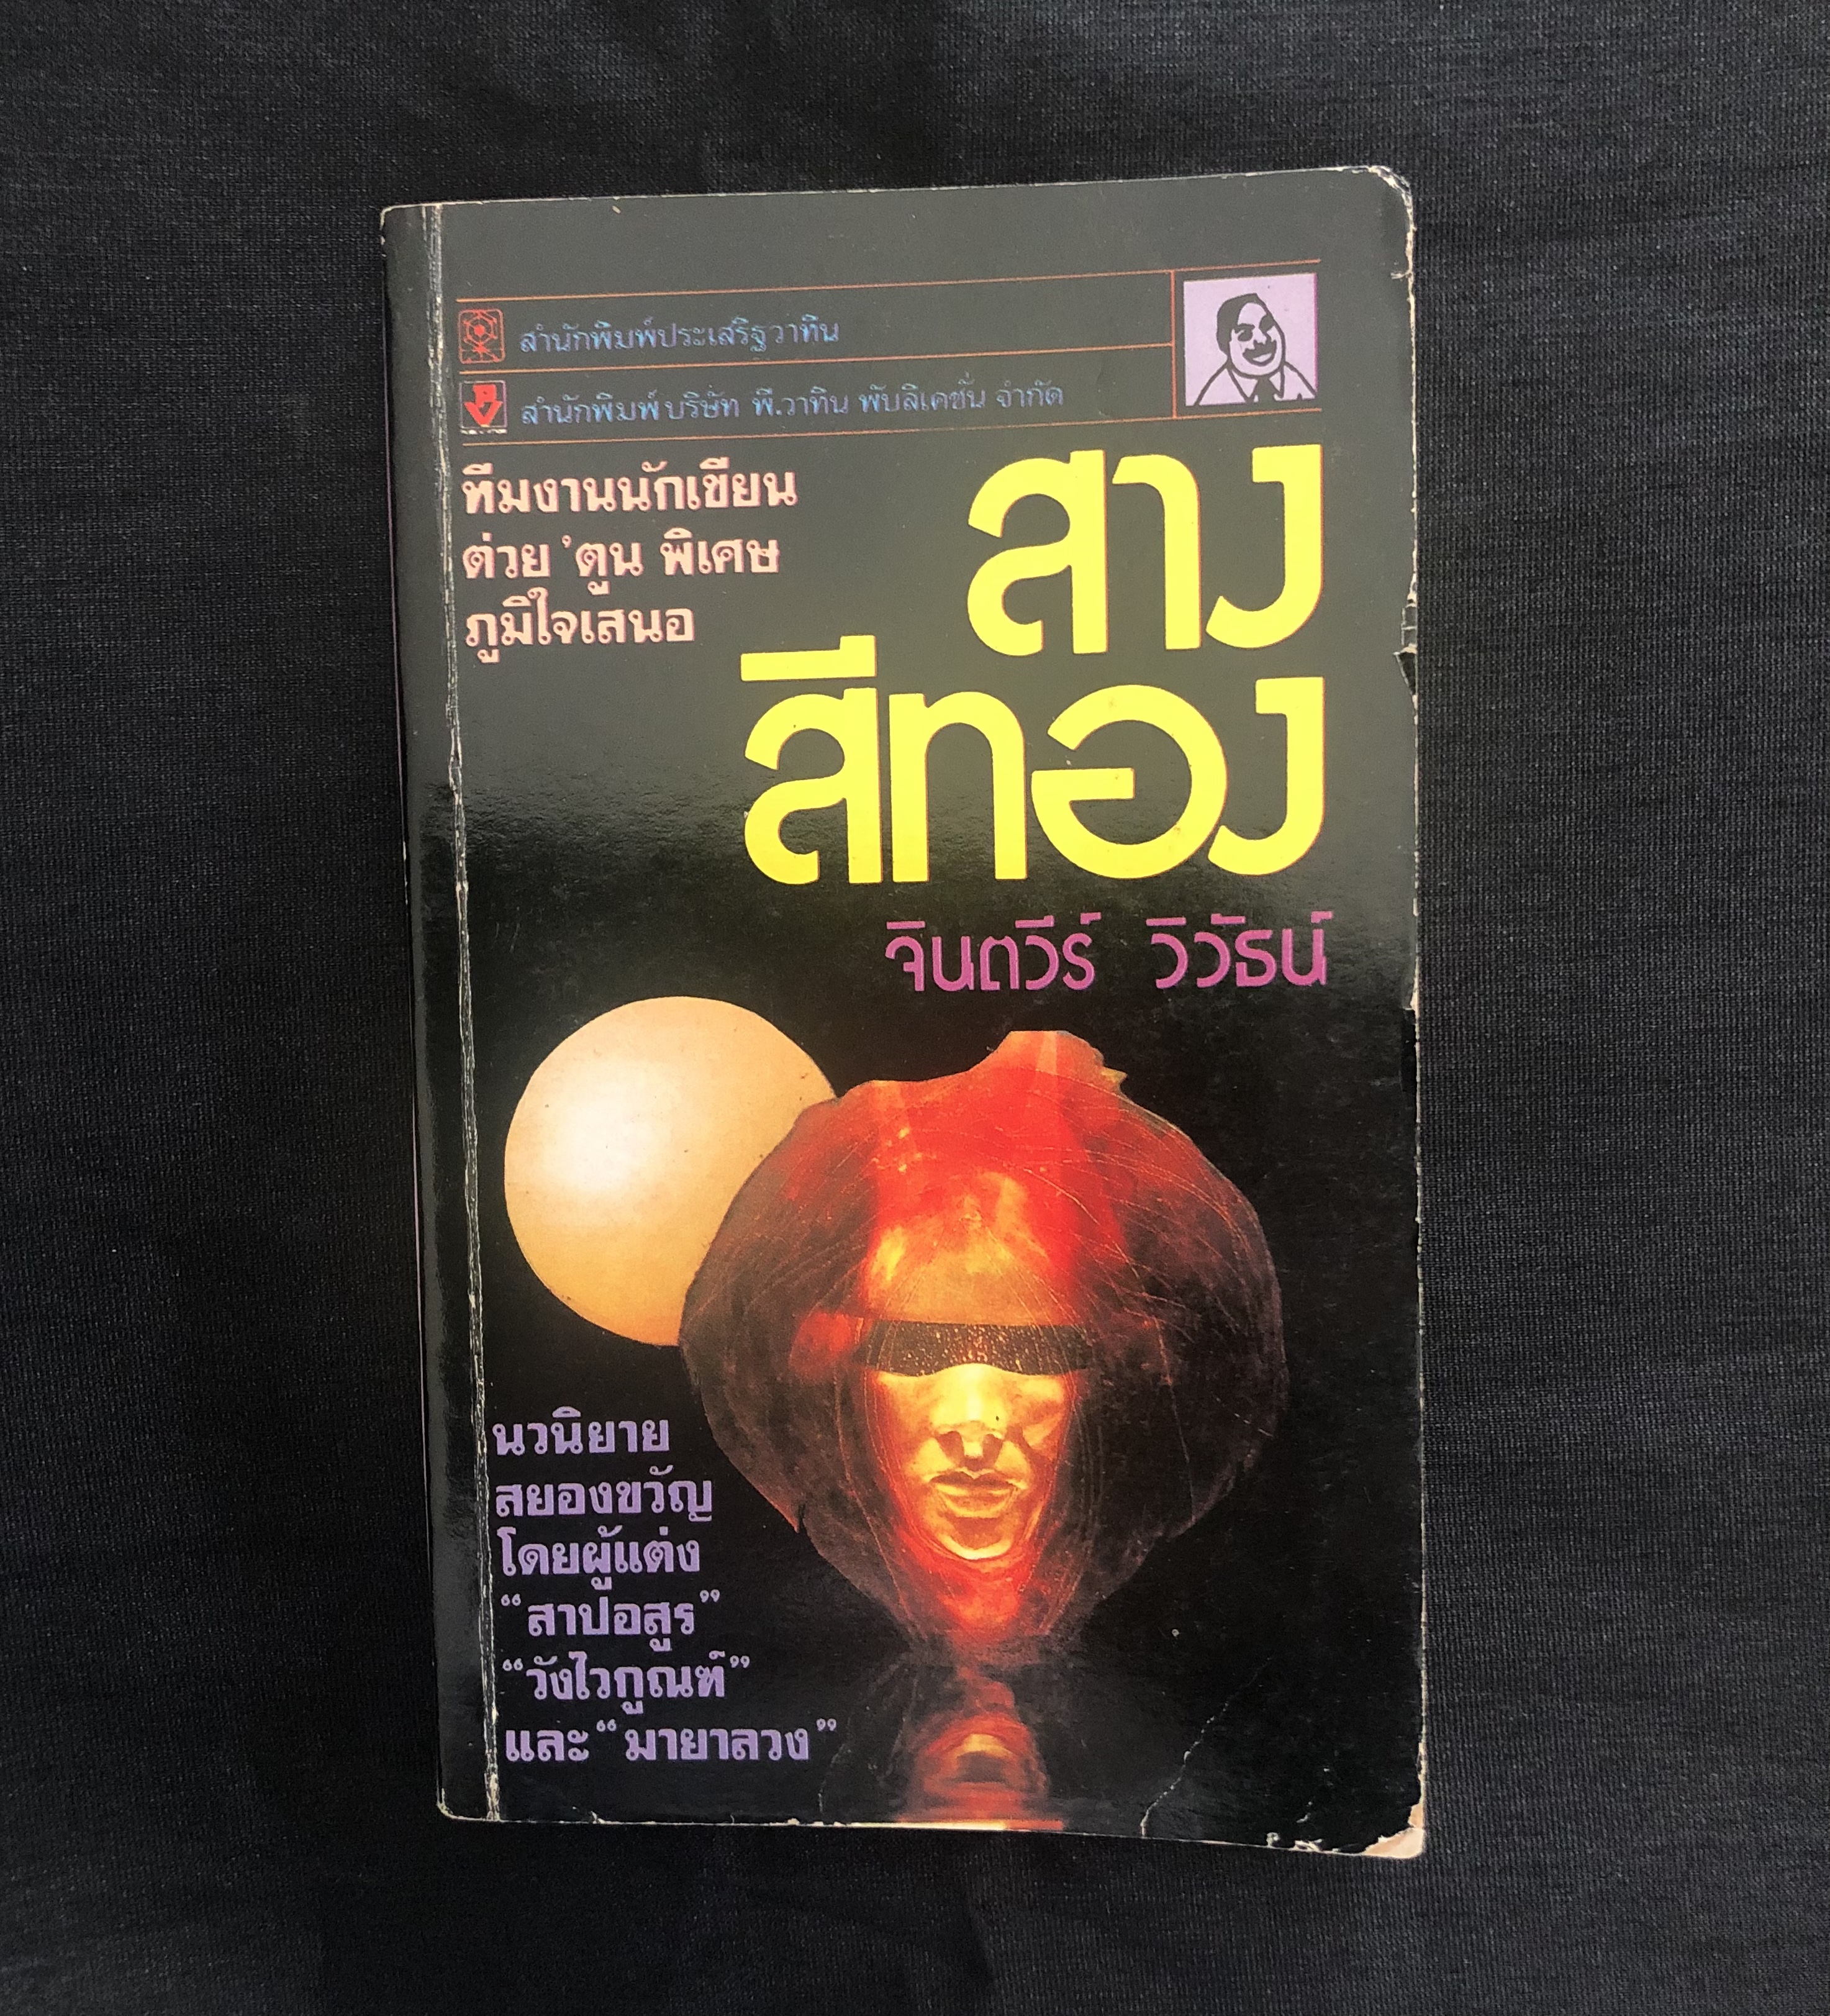 สำนักพิมพ์ประเสริฐวาทิน
สำนักพิมพ์บริษัท พี.วาทิน พับลิเคชั่น จำกัด
ทีมงานนักเขียน
ต่วย'ตูน พิเศษ
ภูมิใจเสนอ
สาง
สีทอง
จินตวีร์ วิวัธน์
นวนิยาย
สยองขวัญ
โดยผู้แต่ง
“สาปอสูร”
“วังไวกูณฑ์”
และ“มายาลวง”